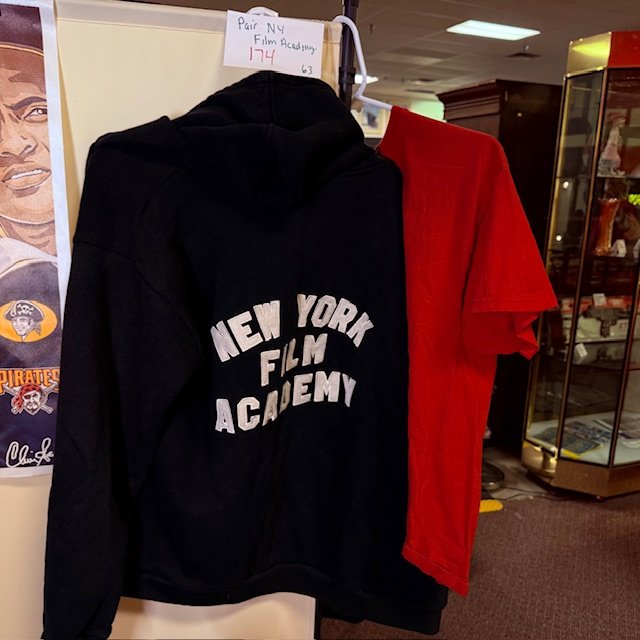 Pair NY
Film Academy
174
63
NEW YORK
FILM
ACADEMY
PIRATES